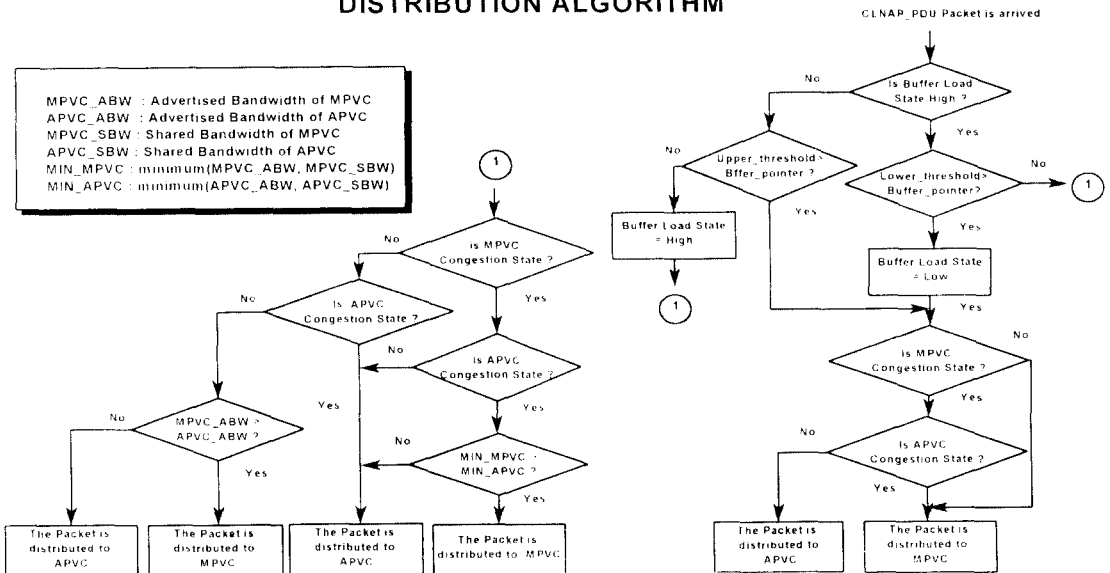 DISTRIBUTION ALGORITHM
MPVC_ABW : Advertised Bandwidth of MPVC
APVC_ABW : Advertised Bandwidth of APVC
MPVC_SBW : Shared Bandwidth of MPVC
APVC_SBW : Shared Bandwidth of APVC
MIN_MPVC : minimum(MPVC_ABW, MPVC_SBW)
MIN_APVC : minimum(APVC_ABW, APVC_SBW)
1
is MPVC
Congestion State ?
No
Yes
Is APVC
Congestion State ?
No
Yes
Is APVC
Congestion State ?
No
Yes
MPVC_ABW >
APVC_ABW ?
No
Yes
MIN_MPVC
MIN_APVC ?
No
Yes
The Packet is
distributed to
APVC
The Packet is
distributed to
MPVC
The Packet is
distributed to
APVC
The Packet is
distributed to MPVC
CLNAP_PDU Packet is arrived
Is Buffer Load
State High ?
No
Yes
Upper_threshold>
Bffer_pointer ?
No
Yes
Lower_threshold>
Buffer_pointer?
No
1
Yes
Buffer Load State
= High
1
Buffer Load State
= Low
Yes
Is MPVC
Congestion State ?
No
Yes
Is APVC
Congestion State ?
No
Yes
The Packet is
distributed to
APVC
The Packet is
distributed to
MPVC